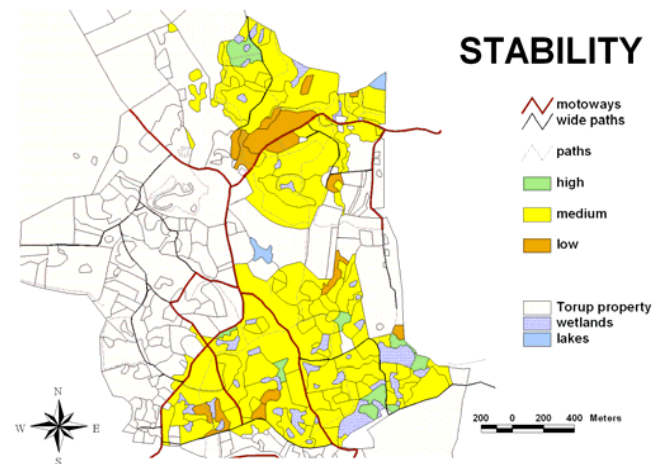 STABILITY
motoways
wide paths
paths
high
medium
low
Torup property
wetlands
lakes
N
W E
S
200 0 200 400 Meters